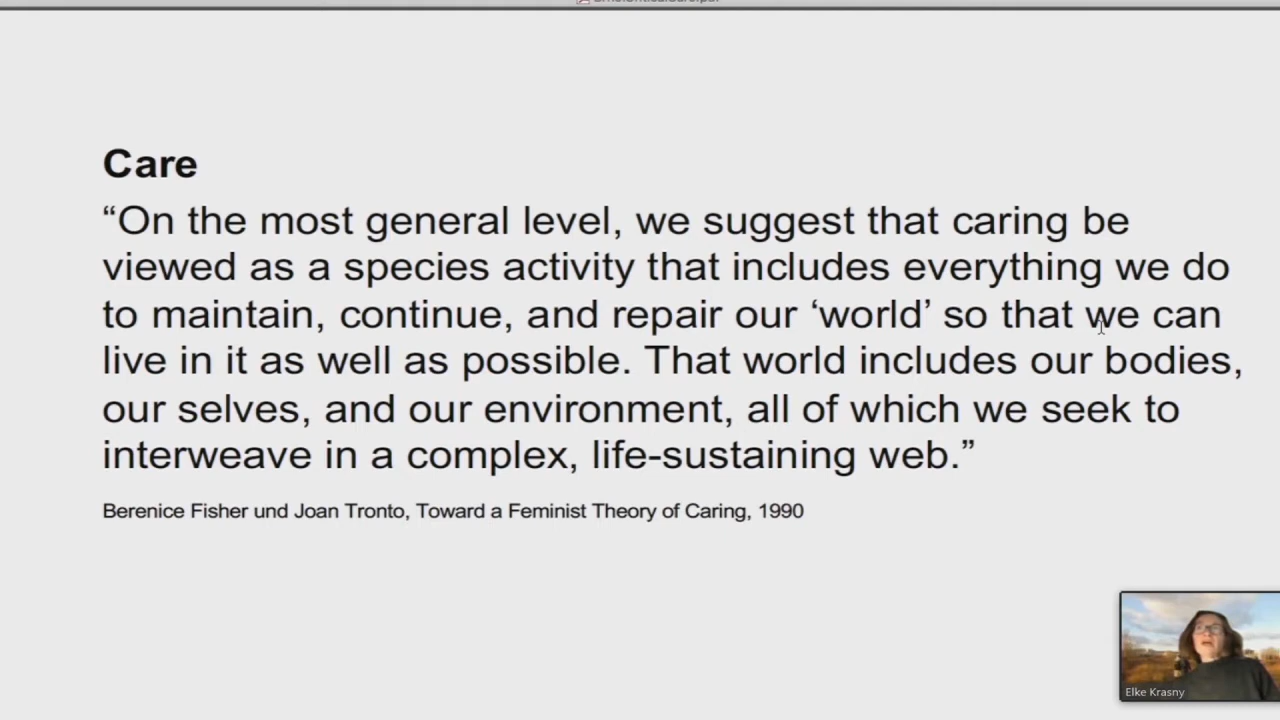 Care
“On the most general level, we suggest that caring be
viewed as a species activity that includes everything we do
to maintain, continue, and repair our ‘world’ so that we can
live in it as well as possible. That world includes our bodies,
our selves, and our environment, all of which we seek to
interweave in a complex, life-sustaining web.”
Berenice Fisher und Joan Tronto, Toward a Feminist Theory of Caring, 1990
Elke Krasny